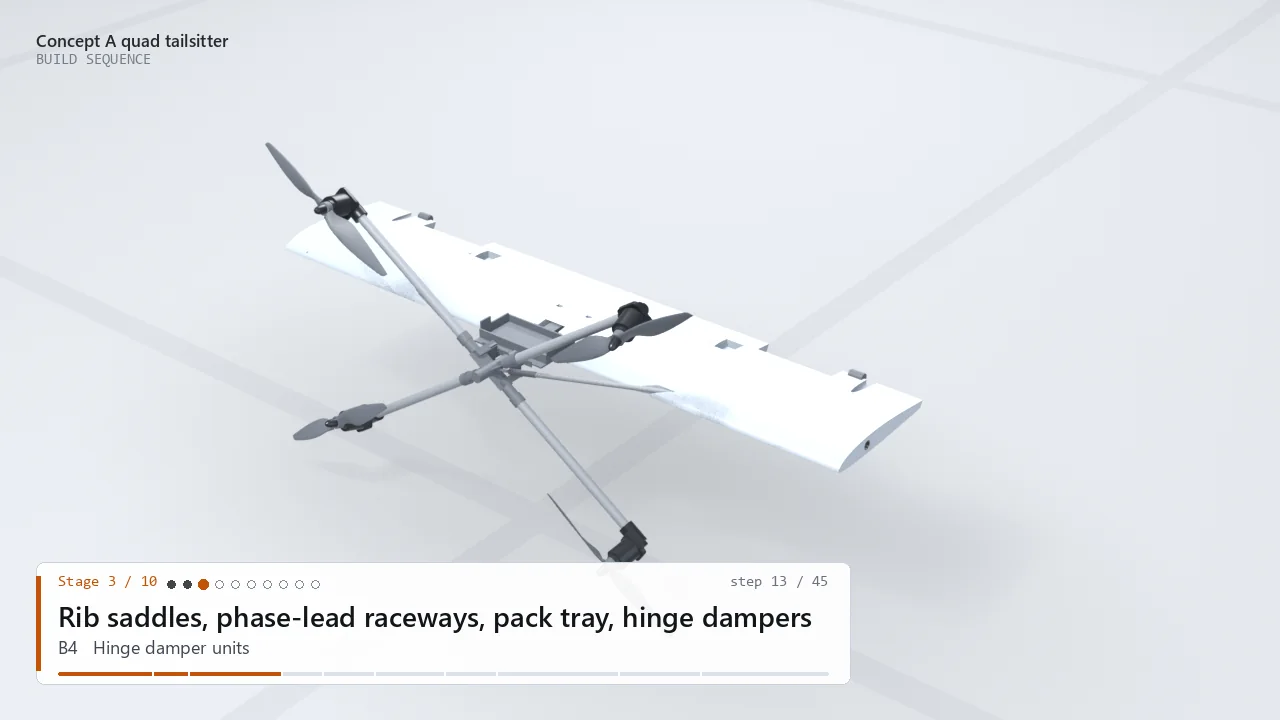 Concept A quad tailsitter
BUILD SEQUENCE
Stage 3 / 10
step 13 / 45
Rib saddles, phase-lead raceways, pack tray, hinge dampers
B4 Hinge damper units